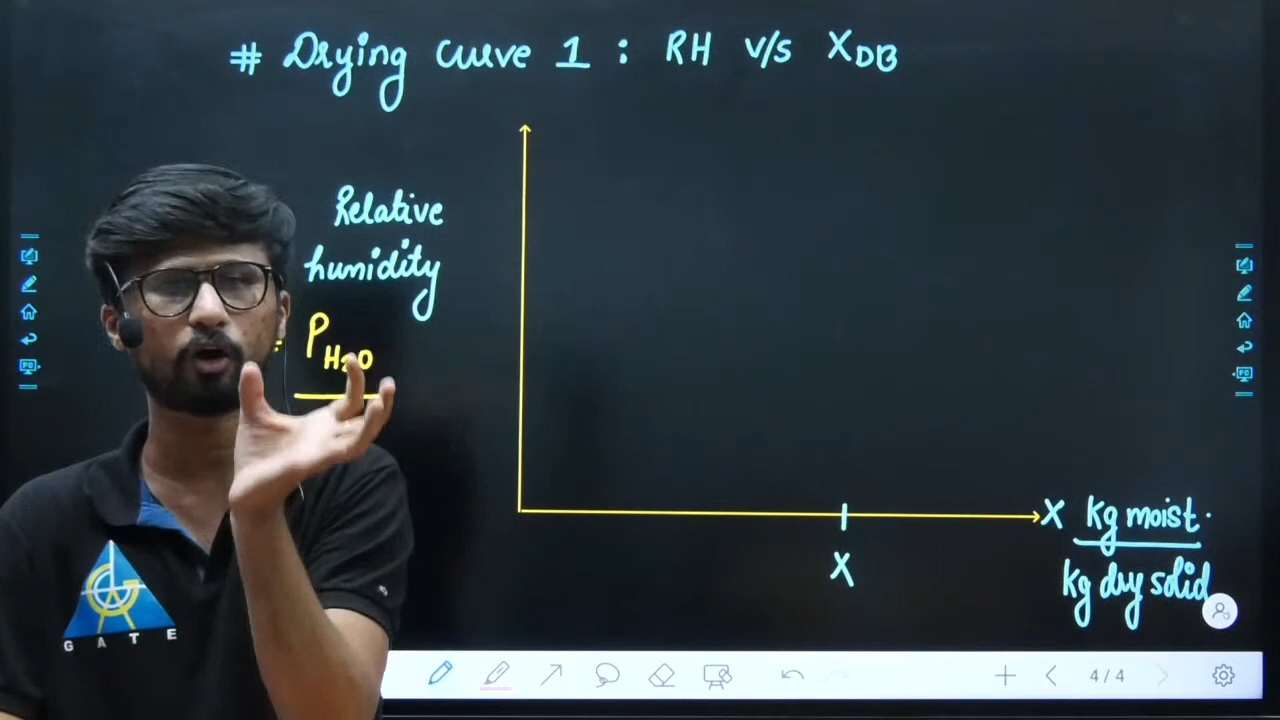 # Drying curve 1 : RH v/s XDB
Relative
humidity
PH2O
X kg moist.
kg dry solid
X
GATE
4/4